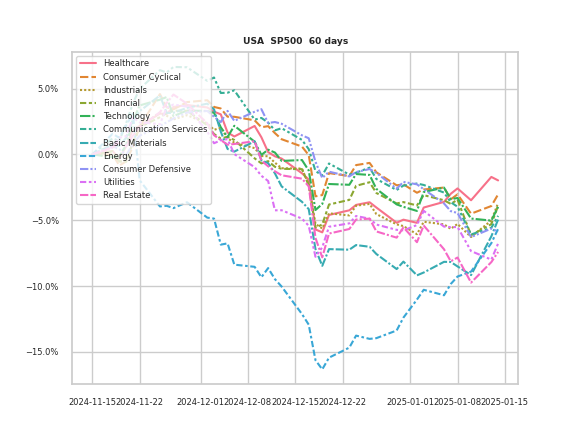 USA SP500 60 days
Healthcare
Consumer Cyclical
Industrials
Financial
Technology
Communication Services
Basic Materials
Energy
Consumer Defensive
Utilities
Real Estate
5.0%
0.0%
−5.0%
−10.0%
−15.0%
2024-11-15
2024-11-22
2024-12-01
2024-12-08
2024-12-15
2024-12-22
2025-01-01
2025-01-08
2025-01-15